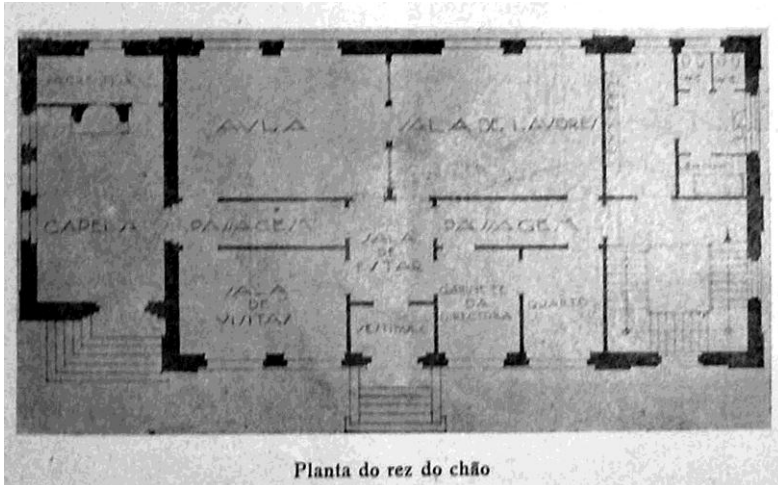 AVLA
SALA DE LAVORES
CAPELA
PASSAGEM
SALA
DE
ESTAR
PASSAGEM
SALA
DE
VISITAS
VESTIBULO
GABINETE
DA
DIRECTORA
QUARTO
Planta do rez do chão